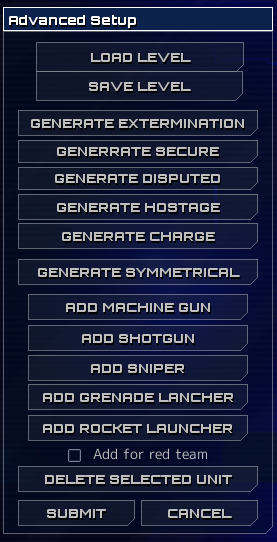 Advanced Setup
LOAD LEVEL
SAVE LEVEL
GENERATE EXTERMINATION
GENERRATE SECURE
GENERATE DISPUTED
GENERATE HOSTAGE
GENERATE CHARGE
GENERATE SYMMETRICAL
ADD MACHINE GUN
ADD SHOTGUN
ADD SNIPER
ADD GRENADE LANCHER
ADD ROCKET LAUNCHER
Add for red team
DELETE SELECTED UNIT
SUBMIT CANCEL